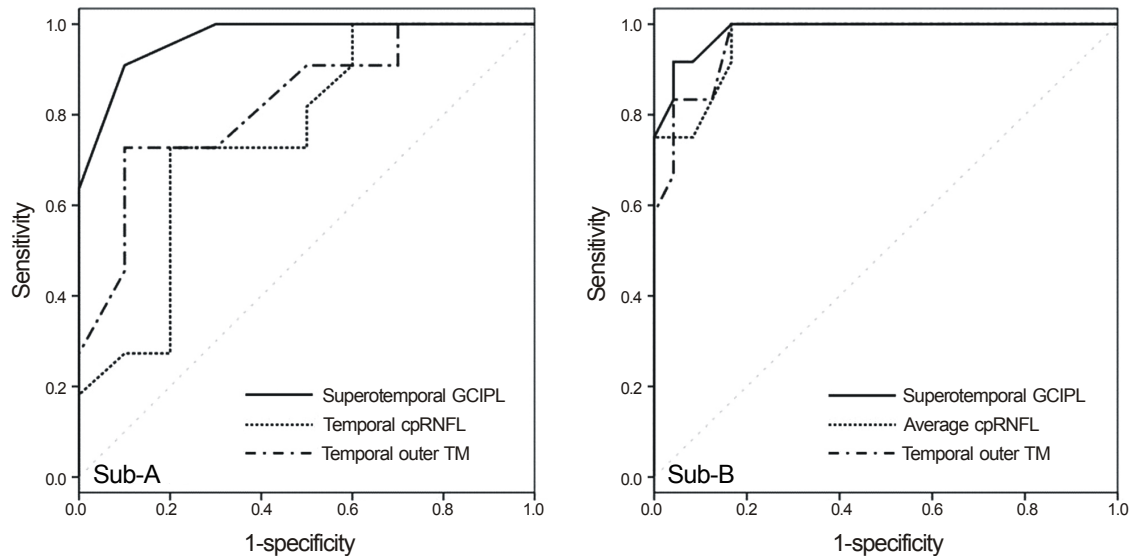 1.0
0.8
0.6
0.4
0.2
0.0
Sensitivity
Superotemporal GCIPL
Temporal cpRNFL
Temporal outer TM
Sub-A
0.0 0.2 0.4 0.6 0.8 1.0
1-specificity
1.0
0.8
0.6
0.4
0.2
0.0
Sensitivity
Superotemporal GCIPL
Average cpRNFL
Temporal outer TM
Sub-B
0.0 0.2 0.4 0.6 0.8 1.0
1-specificity